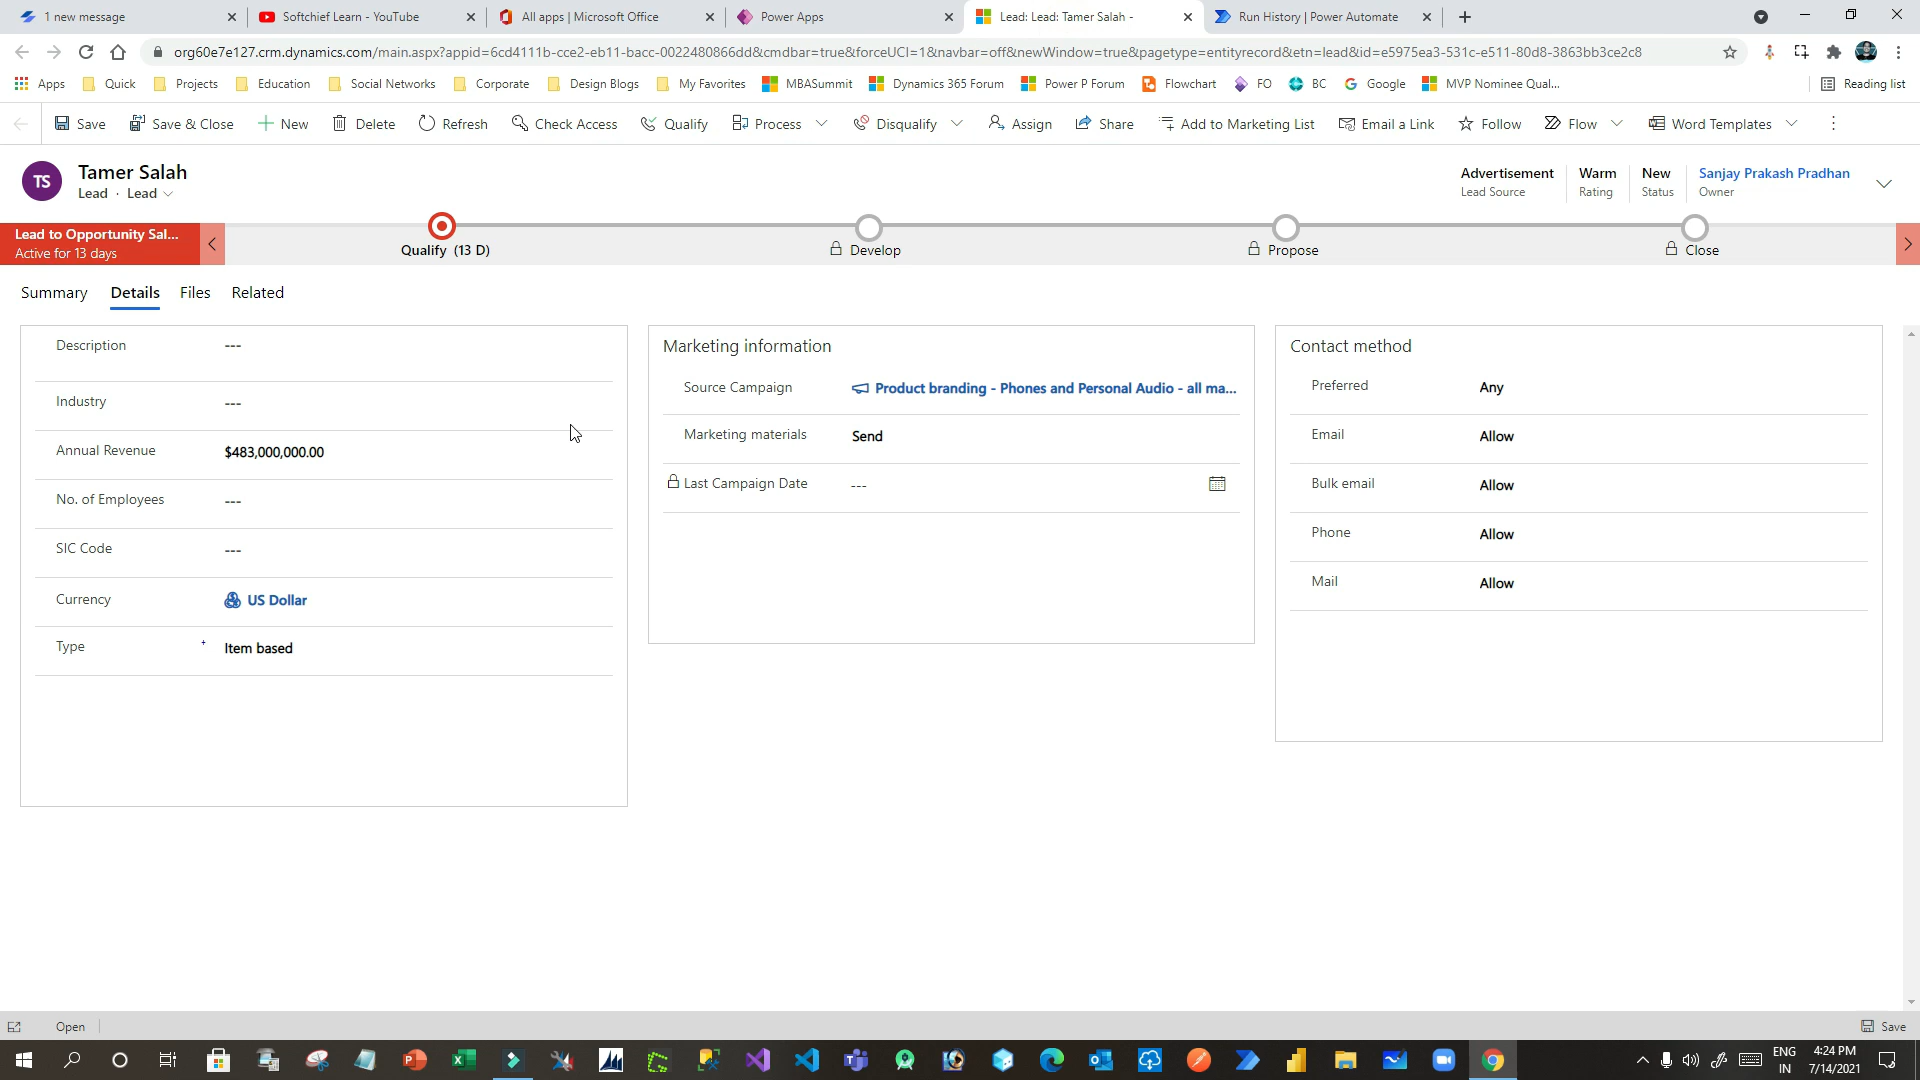 1 new message
Softchief Learn - YouTube
All apps | Microsoft Office
Power Apps
Lead: Lead: Tamer Salah -
Run History | Power Automate
org60e7e127.crm.dynamics.com/main.aspx?appid=6cd4111b-cce2-eb11-bacc-0022480866dd&cmdbar=true&forceUCI=1&navbar=off&newWindow=true&pagetype=entityrecord&etn=lead&id=e5975ea3-531c-e511-80d8-3863bb3ce2c8
Apps
Quick
Projects
Education
Social Networks
Corporate
Design Blogs
My Favorites
MBASummit
Dynamics 365 Forum
Power P Forum
Flowchart
FO
BC
Google
MVP Nominee Qual...
Reading list
Save
Save & Close
New
Delete
Refresh
Check Access
Qualify
Process
Disqualify
Assign
Share
Add to Marketing List
Email a Link
Follow
Flow
Word Templates
TS
Tamer Salah
Lead · Lead
Advertisement
Lead Source
Warm
Rating
New
Status
Sanjay Prakash Pradhan
Owner
Lead to Opportunity Sal...
Active for 13 days
Qualify (13 D)
Develop
Propose
Close
Summary
Details
Files
Related
Description
---
Industry
---
Annual Revenue
$483,000,000.00
No. of Employees
---
SIC Code
---
Currency
US Dollar
Type
+
Item based
Marketing information
Source Campaign
Product branding - Phones and Personal Audio - all ma...
Marketing materials
Send
Last Campaign Date
---
Contact method
Preferred
Any
Email
Allow
Bulk email
Allow
Phone
Allow
Mail
Allow
Open
Save
ENG
IN
4:24 PM
7/14/2021